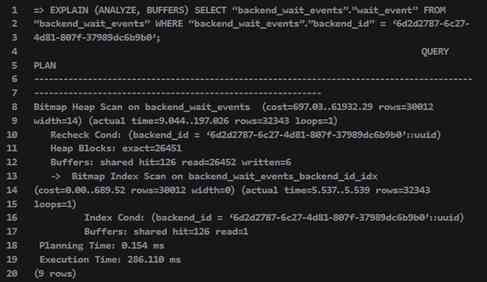 1 => EXPLAIN (ANALYZE, BUFFERS) SELECT "backend_wait_events"."wait_event" FROM
2 "backend_wait_events" WHERE "backend_wait_events"."backend_id" = ‘6d2d2787-6c27-
3 4d81-807f-37989dc6b9b0’;
4 QUERY
5 PLAN
6 -----------------------------------------------------------------------------------------
7 -----------------------------------------------------------
8 Bitmap Heap Scan on backend_wait_events (cost=697.03..61932.29 rows=30012
9 width=14) (actual time=9.044..197.026 rows=32343 loops=1)
10 Recheck Cond: (backend_id = ‘6d2d2787-6c27-4d81-807f-37989dc6b9b0’::uuid)
11 Heap Blocks: exact=26451
12 Buffers: shared hit=126 read=26452 written=6
13 -> Bitmap Index Scan on backend_wait_events_backend_id_idx
14 (cost=0.00..689.52 rows=30012 width=0) (actual time=5.537..5.539 rows=32343
15 loops=1)
16 Index Cond: (backend_id = ‘6d2d2787-6c27-4d81-807f-37989dc6b9b0’::uuid)
17 Buffers: shared hit=126 read=1
18 Planning Time: 0.154 ms
19 Execution Time: 286.110 ms
20 (9 rows)